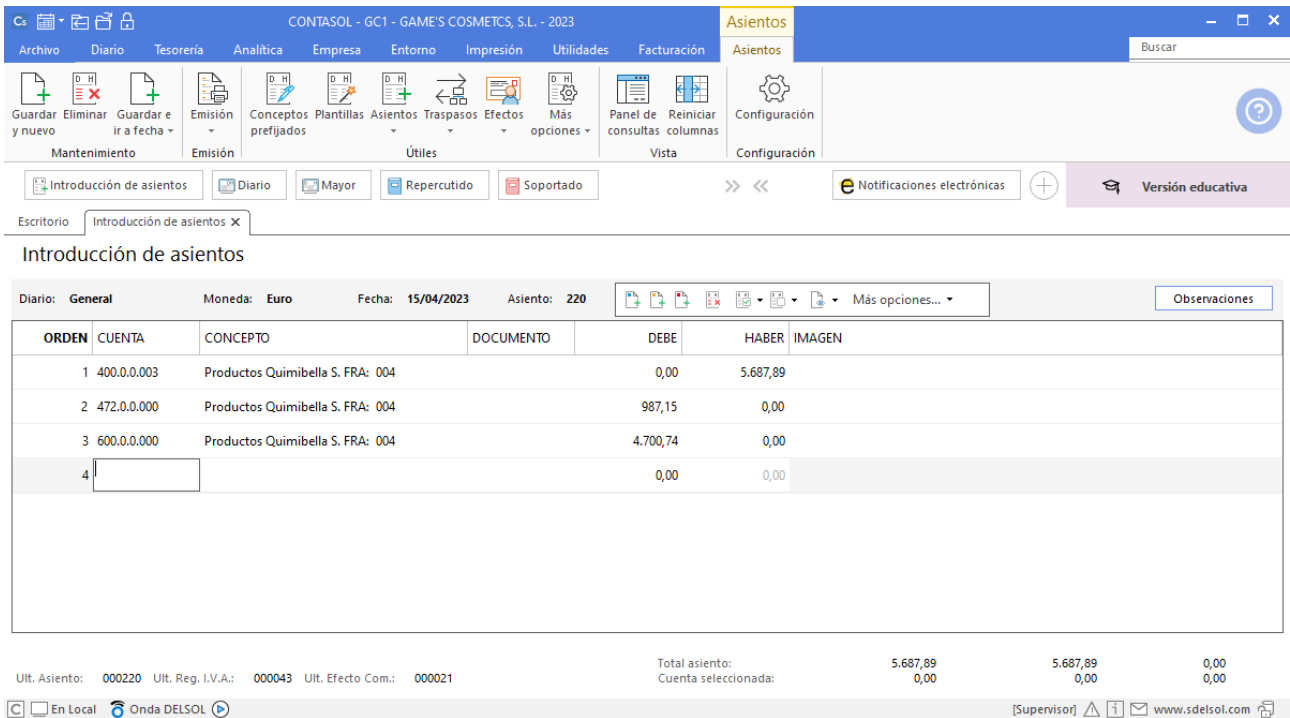 Cs CONTASOL - GC1 - GAME'S COSMETCS, S.L. - 2023 Asientos
Archivo Diario Tesorería Analítica Empresa Entorno Impresión Utilidades Facturación Asientos Buscar
D H D H D H D H D H
Guardar Eliminar Guardar e Emisión Conceptos Plantillas Asientos Traspasos Efectos Más Panel de Reiniciar Configuración
y nuevo ir a fecha prefijados opciones consultas columnas
Mantenimiento Emisión Útiles Vista Configuración
Introducción de asientos Diario Mayor Repercutido Soportado Notificaciones electrónicas Versión educativa
Escritorio Introducción de asientos X
Introducción de asientos
Diario: General Moneda: Euro Fecha: 15/04/2023 Asiento: 220 Más opciones... Observaciones
ORDEN CUENTA CONCEPTO DOCUMENTO DEBE HABER IMAGEN
1 400.0.0.003 Productos Quimibella S. FRA: 004 0,00 5.687,89
2 472.0.0.000 Productos Quimibella S. FRA: 004 987,15 0,00
3 600.0.0.000 Productos Quimibella S. FRA: 004 4.700,74 0,00
4 0,00 0,00
Total asiento: 5.687,89 5.687,89 0,00
Ult. Asiento: 000220 Ult. Reg. I.V.A.: 000043 Ult. Efecto Com.: 000021 Cuenta seleccionada: 0,00 0,00 0,00
C En Local Onda DELSOL [Supervisor] i www.sdelsol.com